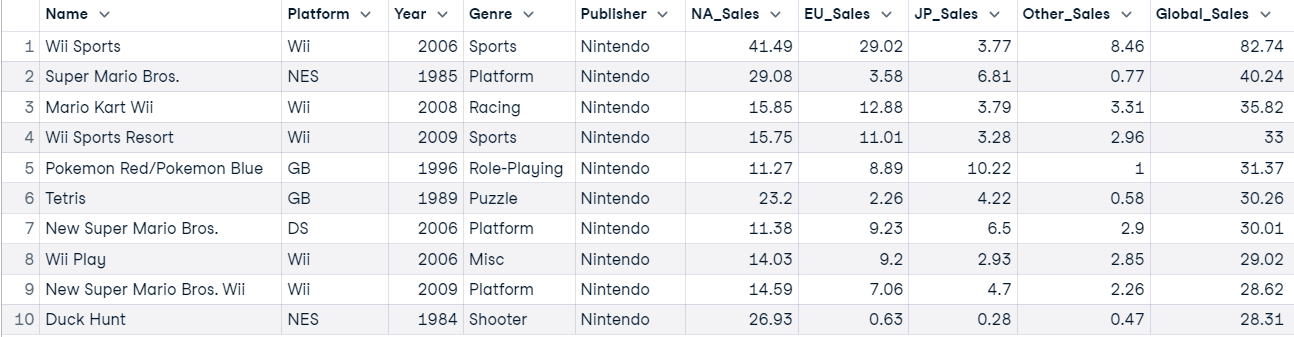 Name Platform Year Genre Publisher NA_Sales EU_Sales JP_Sales Other_Sales Global_Sales
1 Wii Sports Wii 2006 Sports Nintendo 41.49 29.02 3.77 8.46 82.74
2 Super Mario Bros. NES 1985 Platform Nintendo 29.08 3.58 6.81 0.77 40.24
3 Mario Kart Wii Wii 2008 Racing Nintendo 15.85 12.88 3.79 3.31 35.82
4 Wii Sports Resort Wii 2009 Sports Nintendo 15.75 11.01 3.28 2.96 33
5 Pokemon Red/Pokemon Blue GB 1996 Role-Playing Nintendo 11.27 8.89 10.22 1 31.37
6 Tetris GB 1989 Puzzle Nintendo 23.2 2.26 4.22 0.58 30.26
7 New Super Mario Bros. DS 2006 Platform Nintendo 11.38 9.23 6.5 2.9 30.01
8 Wii Play Wii 2006 Misc Nintendo 14.03 9.2 2.93 2.85 29.02
9 New Super Mario Bros. Wii Wii 2009 Platform Nintendo 14.59 7.06 4.7 2.26 28.62
10 Duck Hunt NES 1984 Shooter Nintendo 26.93 0.63 0.28 0.47 28.31